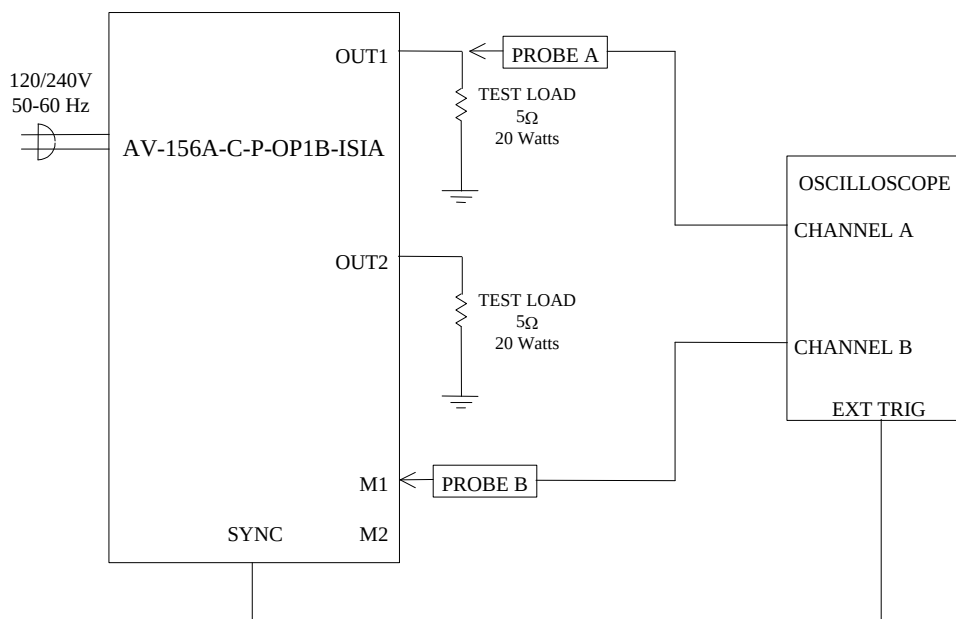 OUT1
PROBE A
120/240V
50-60 Hz
TEST LOAD
5Ω
20 Watts
AV-156A-C-P-OP1B-ISIA
OSCILLOSCOPE
CHANNEL A
OUT2
TEST LOAD
5Ω
20 Watts
CHANNEL B
EXT TRIG
M1
PROBE B
SYNC
M2